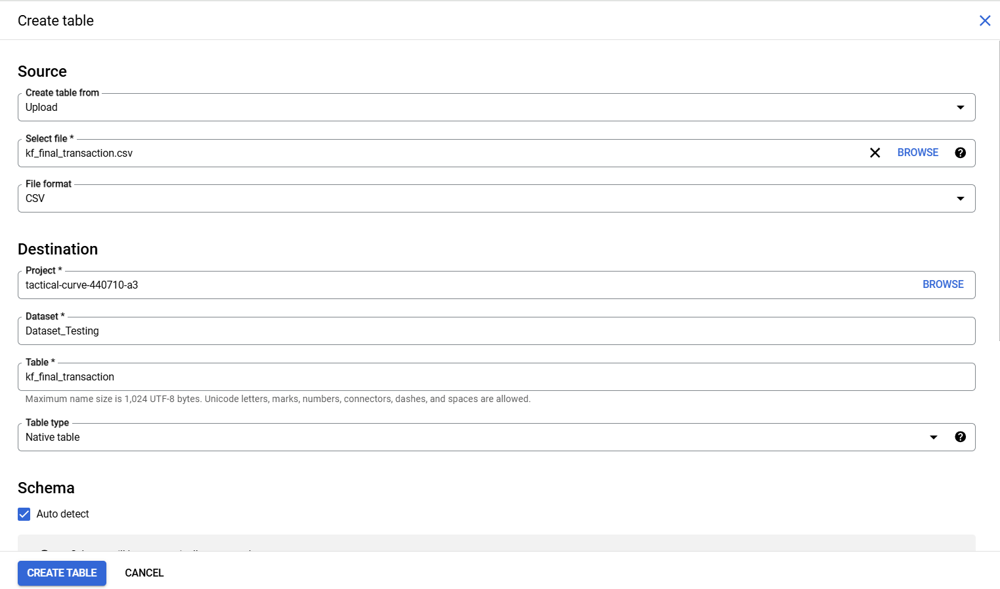 Create table
Source
Create table from
Upload
Select file *
kf_final_transaction.csv
BROWSE
File format
CSV
Destination
Project *
tactical-curve-440710-a3
BROWSE
Dataset *
Dataset_Testing
Table *
kf_final_transaction
Maximum name size is 1,024 UTF-8 bytes. Unicode letters, marks, numbers, connectors, dashes, and spaces are allowed.
Table type
Native table
Schema
Auto detect
CREATE TABLE
CANCEL